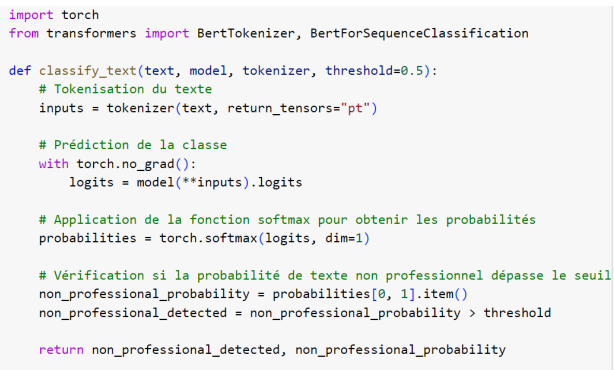 import torch
from transformers import BertTokenizer, BertForSequenceClassification
def classify_text(text, model, tokenizer, threshold=0.5):
# Tokenisation du texte
inputs = tokenizer(text, return_tensors="pt")
# Prédiction de la classe
with torch.no_grad():
logits = model(**inputs).logits
# Application de la fonction softmax pour obtenir les probabilités
probabilities = torch.softmax(logits, dim=1)
# Vérification si la probabilité de texte non professionnel dépasse le seuil
non_professional_probability = probabilities[0, 1].item()
non_professional_detected = non_professional_probability > threshold
return non_professional_detected, non_professional_probability